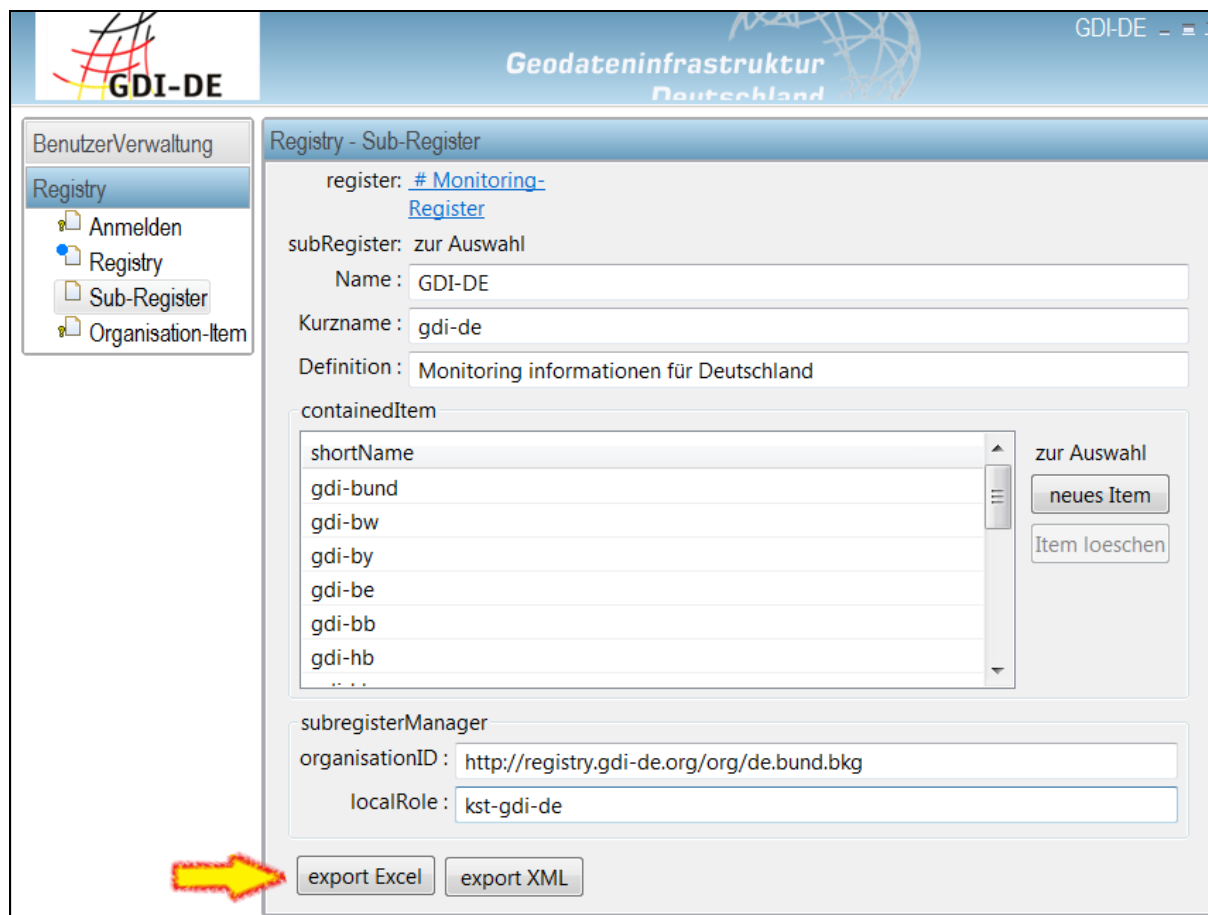 GDI-DE
Geodateninfrastruktur
Deutschland
GDI-DE
BenutzerVerwaltung
Registry
Anmelden
Registry
Sub-Register
Organisation-Item
Registry - Sub-Register
register: # Monitoring-
Register
subRegister: zur Auswahl
Name : GDI-DE
Kurzname : gdi-de
Definition : Monitoring informationen für Deutschland
containedItem
shortName
gdi-bund
gdi-bw
gdi-by
gdi-be
gdi-bb
gdi-hb
zur Auswahl
neues Item
Item loeschen
subregisterManager
organisationID : http://registry.gdi-de.org/org/de.bund.bkg
localRole : kst-gdi-de
export Excel export XML